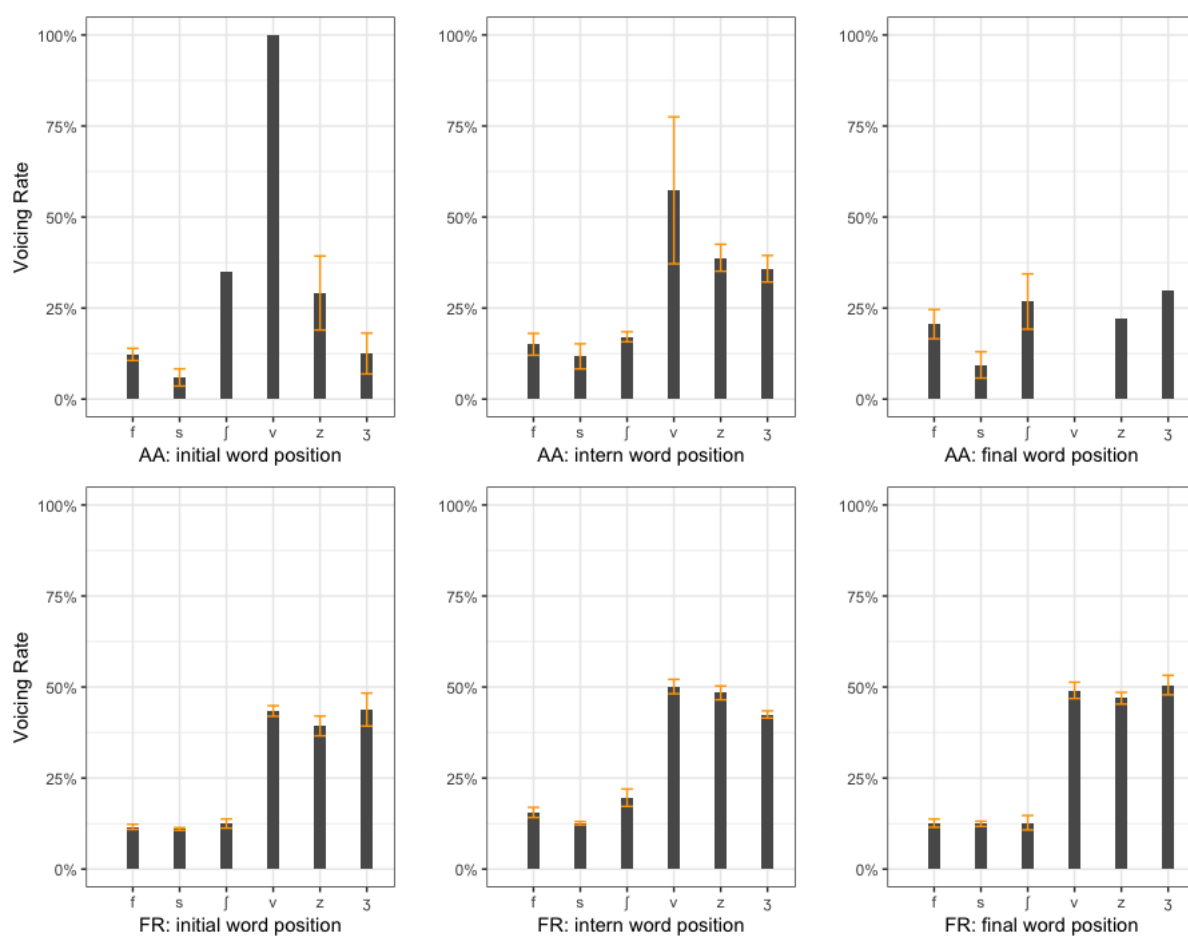 100%
75%
50%
25%
0%
Voicing Rate
f s ʃ v z ʒ
AA: initial word position
100%
75%
50%
25%
0%
f s ʃ v z ʒ
AA: intern word position
100%
75%
50%
25%
0%
f s ʃ v z ʒ
AA: final word position
100%
75%
50%
25%
0%
Voicing Rate
f s ʃ v z ʒ
FR: initial word position
100%
75%
50%
25%
0%
f s ʃ v z ʒ
FR: intern word position
100%
75%
50%
25%
0%
f s ʃ v z ʒ
FR: final word position